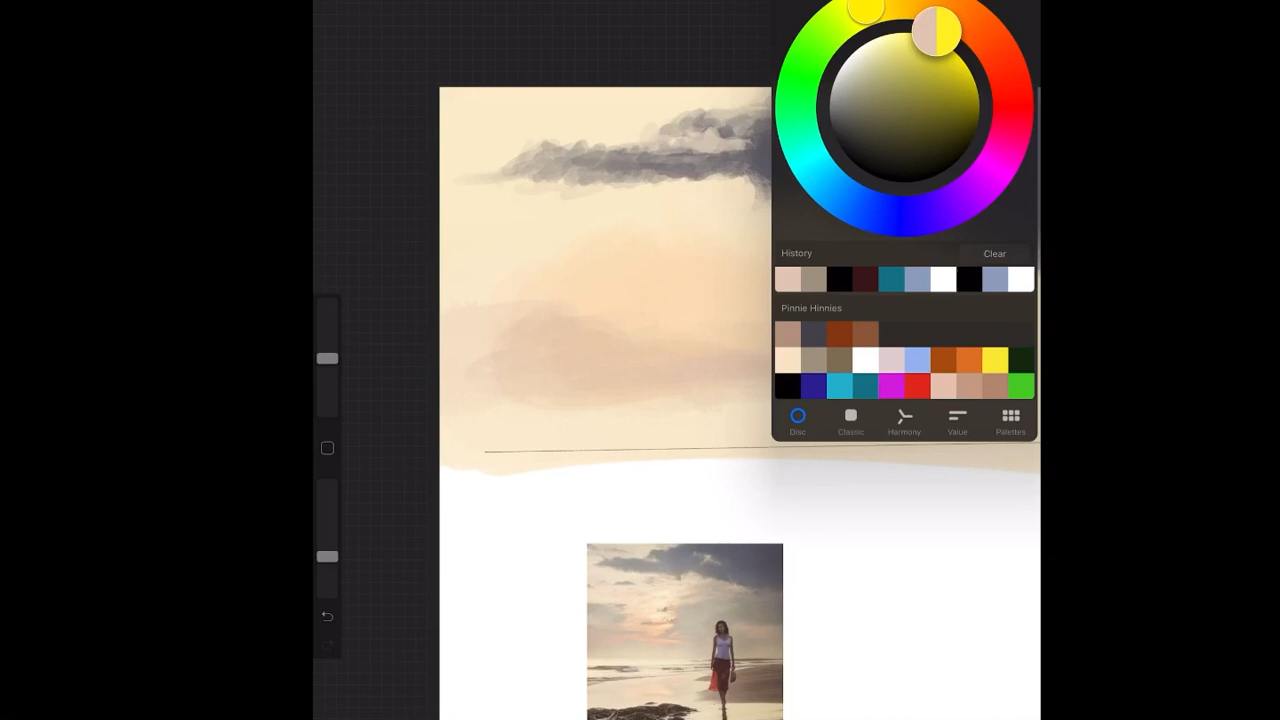 History Clear
Pinnie Hinnies
Disc Classic Harmony Value Palettes